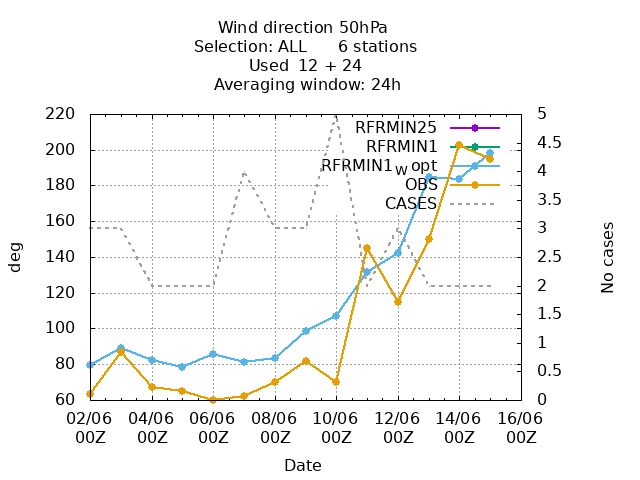 Wind direction 50hPa
Selection: ALL      6 stations
Used  12 + 24
Averaging window: 24h
220
200
180
160
140
120
100
80
60
deg
5
4.5
4
3.5
3
2.5
2
1.5
1
0.5
0
No cases
RFRMIN25
RFRMIN1
RFRMIN1w opt
OBS
CASES
02/06 04/06 06/06 08/06 10/06 12/06 14/06 16/06
00Z 00Z 00Z 00Z 00Z 00Z 00Z 00Z
Date